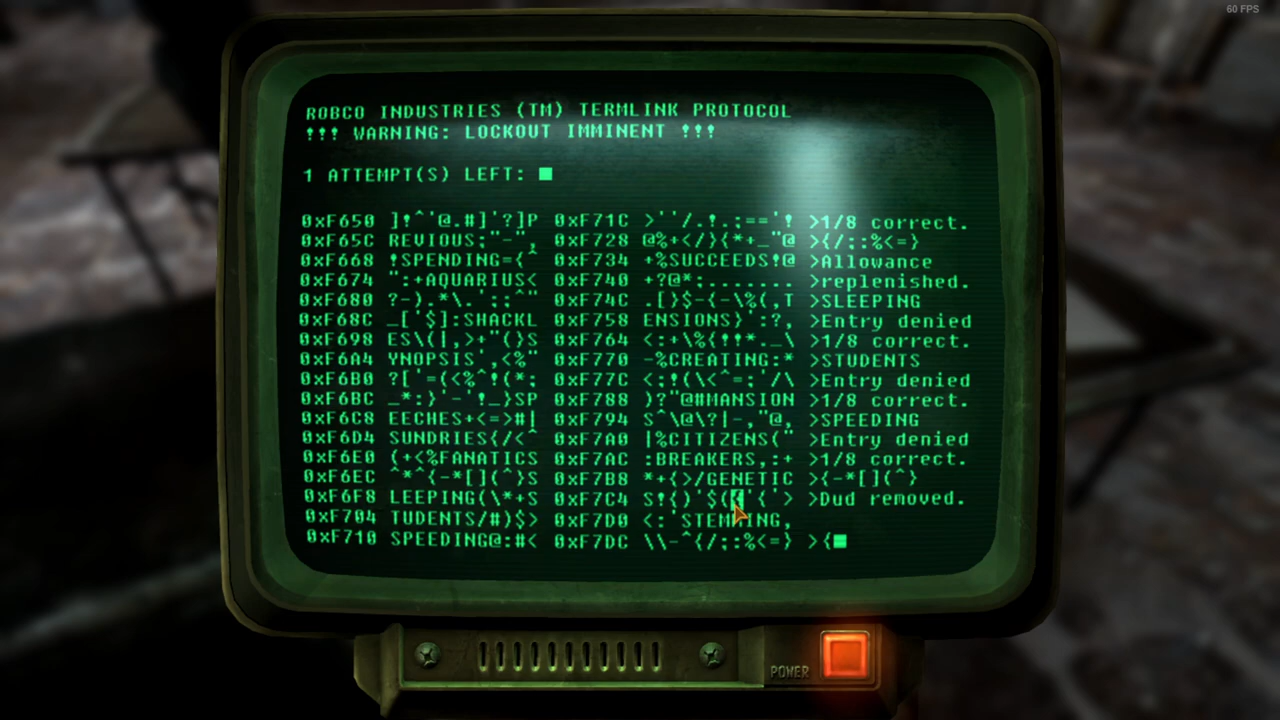 60 FPS
ROBCO INDUSTRIES (TM) TERMLINK PROTOCOL
!!! WARNING: LOCKOUT IMMINENT !!!
1 ATTEMPT(S) LEFT: ■
0xF650 ]!^'@.#]'?]P 0xF71C >''/.!.;=='! >1/8 correct.
0xF65C REVIOUS;"-", 0xF728 @%+</}{*+_"@ >{/;:%<=}
0xF668 !SPENDING={^ 0xF734 +%SUCCEEDS!@ >Allowance
0xF674 ":+AQUARIUS< 0xF740 +?@*:....... >replenished.
0xF680 ?-).*\.';:^" 0xF74C .[}$-{-\%(,T >SLEEPING
0xF68C _['$]:SHACKL 0xF758 ENSIONS}':?, >Entry denied
0xF698 ES\(|,>+"(}S 0xF764 <:+\%{!!*._\ >1/8 correct.
0xF6A4 YNOPSIS',<%" 0xF770 -%CREATING:* >STUDENTS
0xF6B0 ?['=(<%^!(*; 0xF77C <;!(\<^=;'/\ >Entry denied
0xF6BC _*:}'-'!_}SP 0xF788 )?"@#MANSION >1/8 correct.
0xF6C8 EECHES+<=>#| 0xF794 S^\@\?|-,"@, >SPEEDING
0xF6D4 SUNDRIES{/<^ 0xF7A0 |%CITIZENS(" >Entry denied
0xF6E0 (+<%FANATICS 0xF7AC :BREAKERS,:+ >1/8 correct.
0xF6EC ^*^{-*[](^}S 0xF7B8 *+{>/GENETIC >{-*[](^}
0xF6F8 LEEPING(\*+S 0xF7C4 S!{)'$({'{'> >Dud removed.
0xF704 TUDENTS/#)$> 0xF7D0 <:'STEMMING,
0xF710 SPEEDING@:#< 0xF7DC \\-^{/;:%<=} >{■
POWER